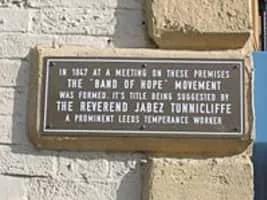 IN 1847 AT A MEETING ON THESE PREMISES
THE "BAND OF HOPE" MOVEMENT
WAS FORMED. IT'S TITLE BEING SUGGESTED BY
THE REVEREND JABEZ TUNNICLIFFE
A PROMINENT LEEDS TEMPERANCE WORKER